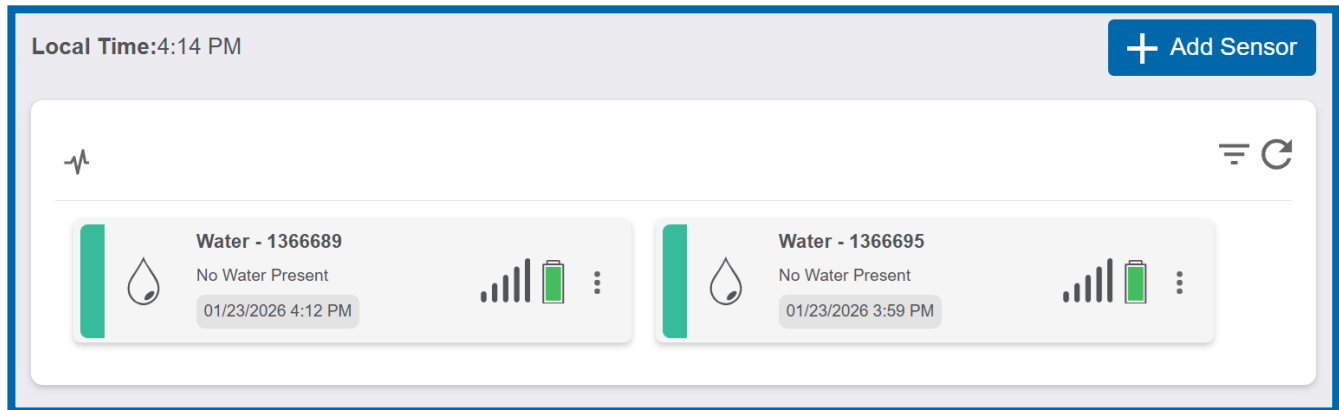 Local Time:4:14 PM
Add Sensor
Water - 1366689
No Water Present
01/23/2026 4:12 PM
Water - 1366695
No Water Present
01/23/2026 3:59 PM